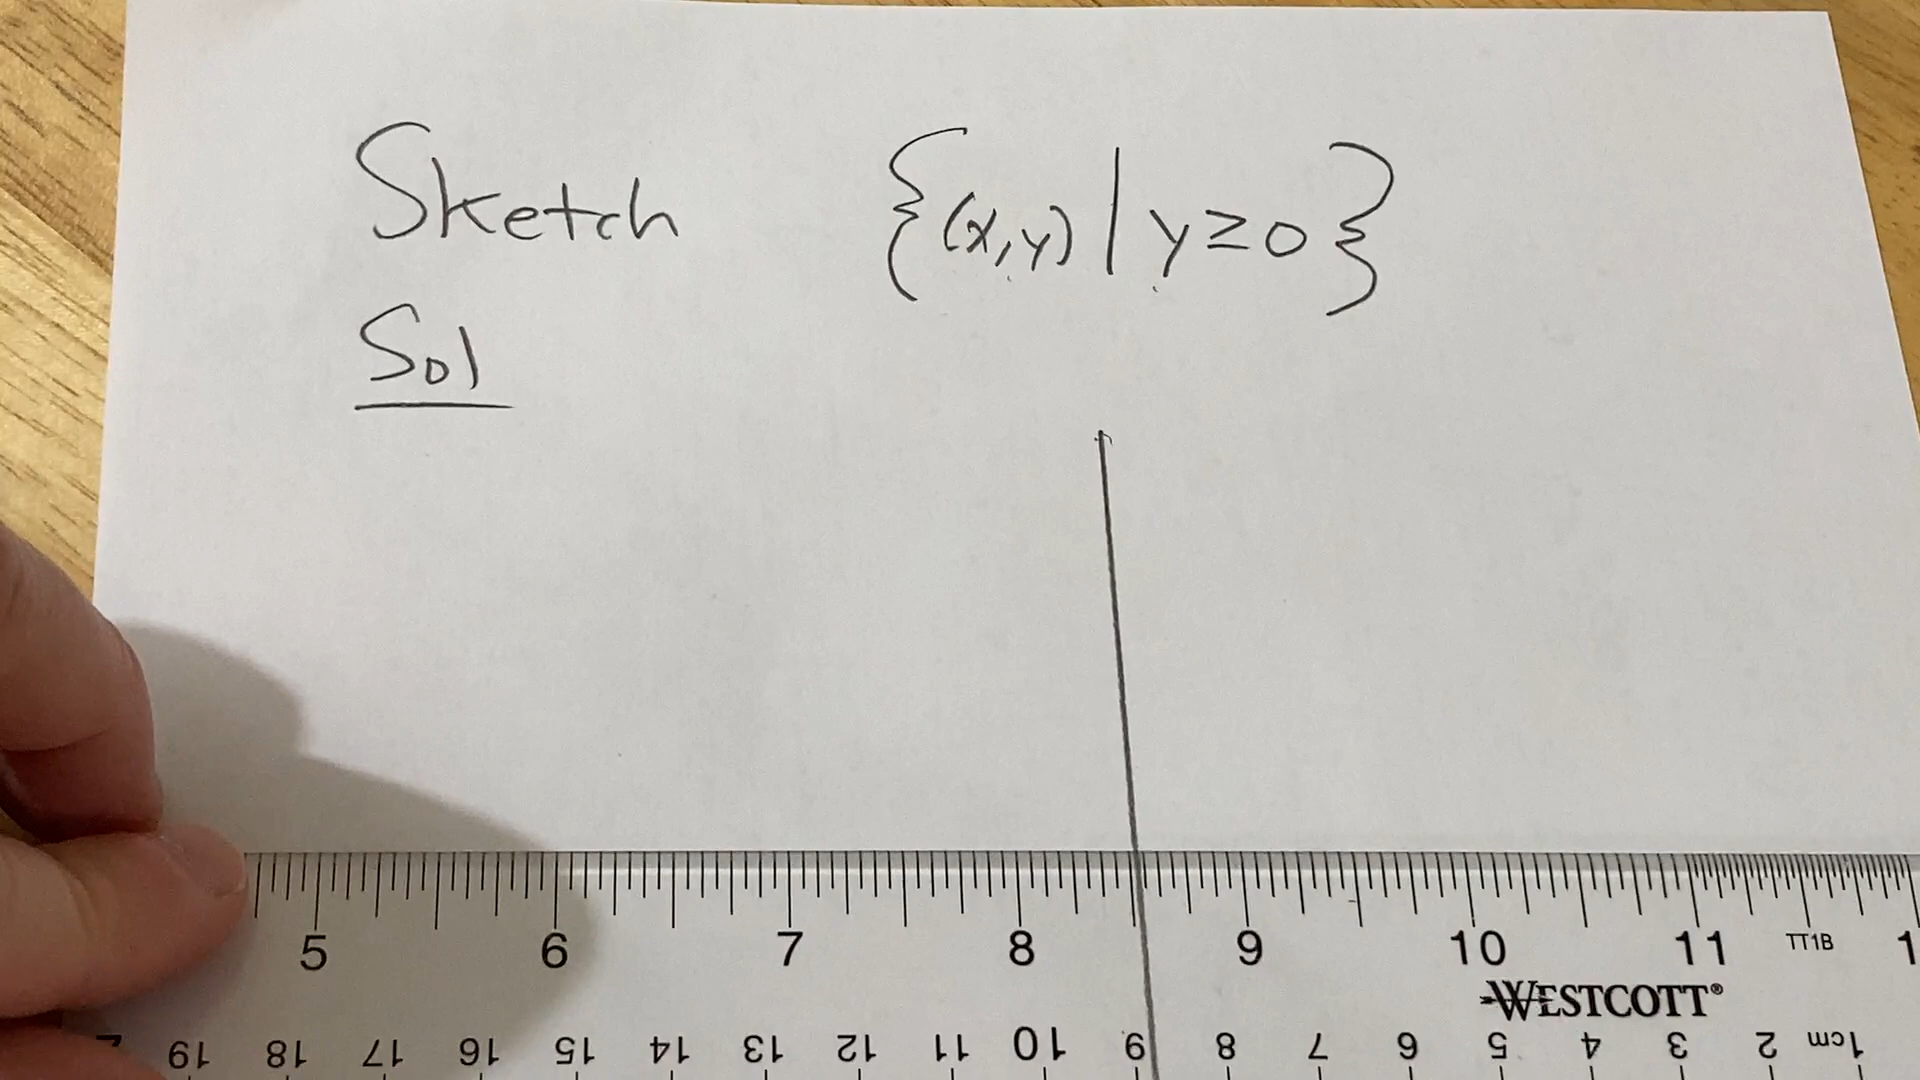 Sketch {(x,y) | y ≥ 0}
Sol
5 6 7 8 9 10 11 TT1B 1
WESTCOTT®
19 18 17 16 15 14 13 12 11 10 9 8 7 6 5 4 3 2 1cm